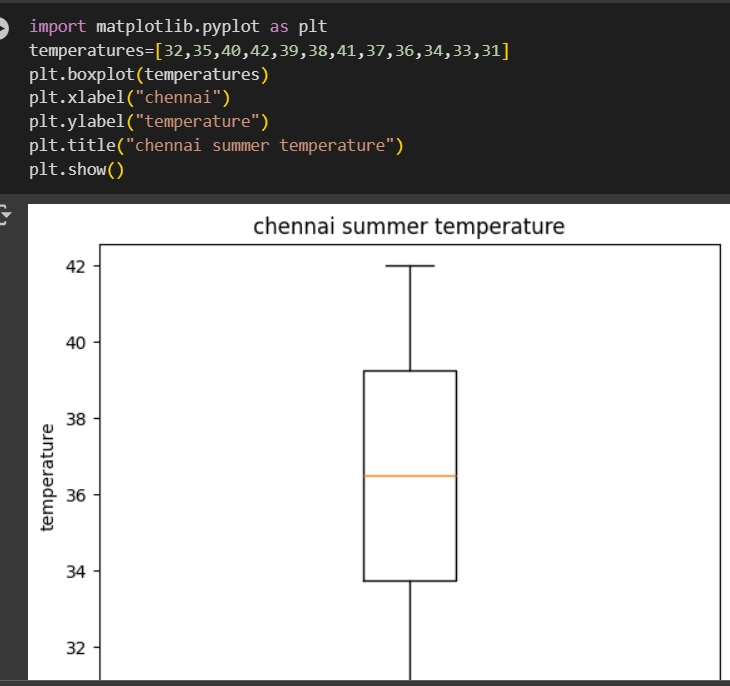 import matplotlib.pyplot as plt
temperatures=[32,35,40,42,39,38,41,37,36,34,33,31]
plt.boxplot(temperatures)
plt.xlabel("chennai")
plt.ylabel("temperature")
plt.title("chennai summer temperature")
plt.show()
chennai summer temperature
42
40
38
36
34
32
temperature